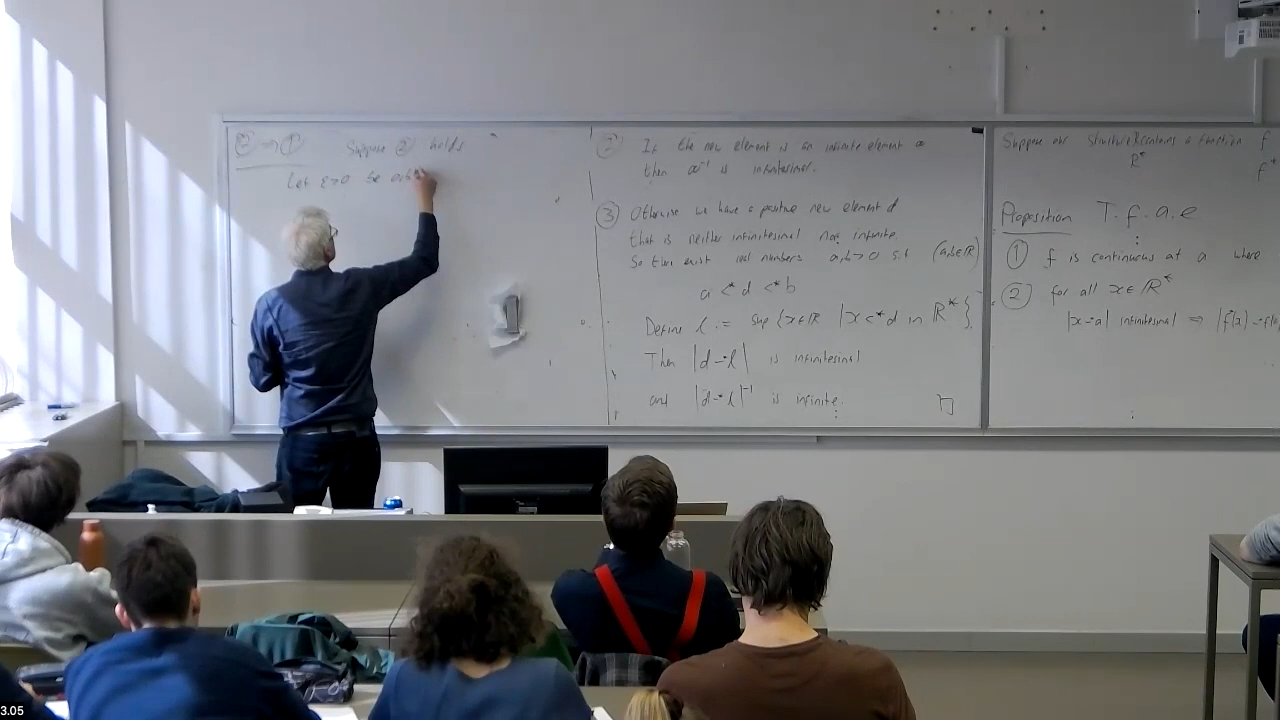 ② ⟹ ① Suppose ② holds
Let ε>0 be arbit
② If the new element is an infinite element ∞
then ∞⁻¹ is infinitesimal.
③ Otherwise we have a positive new element d
that is neither infinitesimal nor infinite.
So there exist real numbers a,b>0 s.t (a,b∈ℝ)
a <* d <* b
Define l := sup {x∈ℝ | x <* d in ℝ*}.
Then |d - l| is infinitesimal
and |d - l|⁻¹ is infinite.
□
Suppose our structure ℝ contains a function f
ℝ* f*
Proposition T.f.a.e
① f is continuous at a where
② for all x∈ℝ*
|x - a| infinitesimal ⟹ |f(x) - f(a
3.05